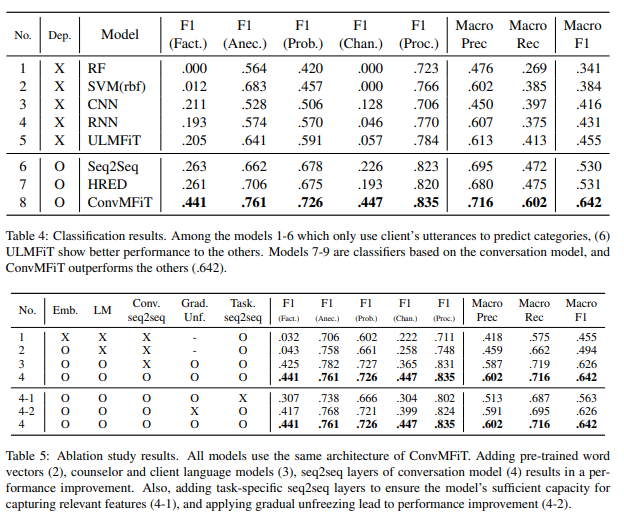 No. Dep. Model F1 (Fact.) F1 (Anec.) F1 (Prob.) F1 (Chan.) F1 (Proc.) Macro Prec Macro Rec Macro F1
1 X RF .000 .564 .420 .000 .723 .476 .269 .341
2 X SVM(rbf) .012 .683 .457 .000 .766 .602 .385 .384
3 X CNN .211 .528 .506 .128 .706 .450 .397 .416
4 X RNN .193 .574 .570 .046 .770 .607 .375 .431
5 X ULMFiT .205 .641 .591 .057 .784 .613 .413 .455
6 O Seq2Seq .263 .662 .678 .226 .823 .695 .472 .530
7 O HRED .261 .706 .675 .193 .820 .680 .475 .531
8 O ConvMFiT .441 .761 .726 .447 .835 .716 .602 .642
Table 4: Classification results. Among the models 1-6 which only use client's utterances to predict categories, (6)
ULMFiT show better performance to the others. Models 7-9 are classifiers based on the conversation model, and
ConvMFiT outperforms the others (.642).
No. Emb. LM Conv. seq2seq Grad. Unf. Task. seq2seq F1 (Fact.) F1 (Anec.) F1 (Prob.) F1 (Chan.) F1 (Proc.) Macro Prec Macro Rec Macro F1
1 X X X - O .032 .706 .602 .222 .711 .418 .575 .455
2 O X X - O .043 .758 .661 .258 .748 .459 .662 .494
3 O O X O O .425 .782 .727 .365 .831 .587 .719 .626
4 O O O O O .441 .761 .726 .447 .835 .602 .716 .642
4-1 O O O O X .307 .738 .666 .304 .802 .513 .687 .563
4-2 O O O X O .417 .768 .721 .399 .824 .591 .695 .626
4 O O O O O .441 .761 .726 .447 .835 .602 .716 .642
Table 5: Ablation study results. All models use the same architecture of ConvMFiT. Adding pre-trained word
vectors (2), counselor and client language models (3), seq2seq layers of conversation model (4) results in a per-
formance improvement. Also, adding task-specific seq2seq layers to ensure the model's sufficient capacity for
capturing relevant features (4-1), and applying gradual unfreezing lead to performance improvement (4-2).